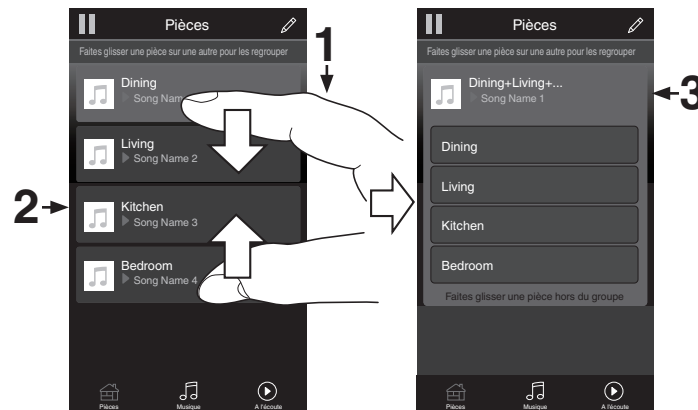 Pièces
Faites glisser une pièce sur une autre pour les regrouper
Dining
Song Nam
Living
Song Name 2
Kitchen
Song Name 3
Bedroom
Song Name 4
Pièces
Musique
A l'écoute
1
2
Pièces
Faites glisser une pièce sur une autre pour les regrouper
Dining+Living+...
Song Name 1
Dining
Living
Kitchen
Bedroom
Faites glisser une pièce hors du groupe
Pièces
Musique
A l'écoute
3